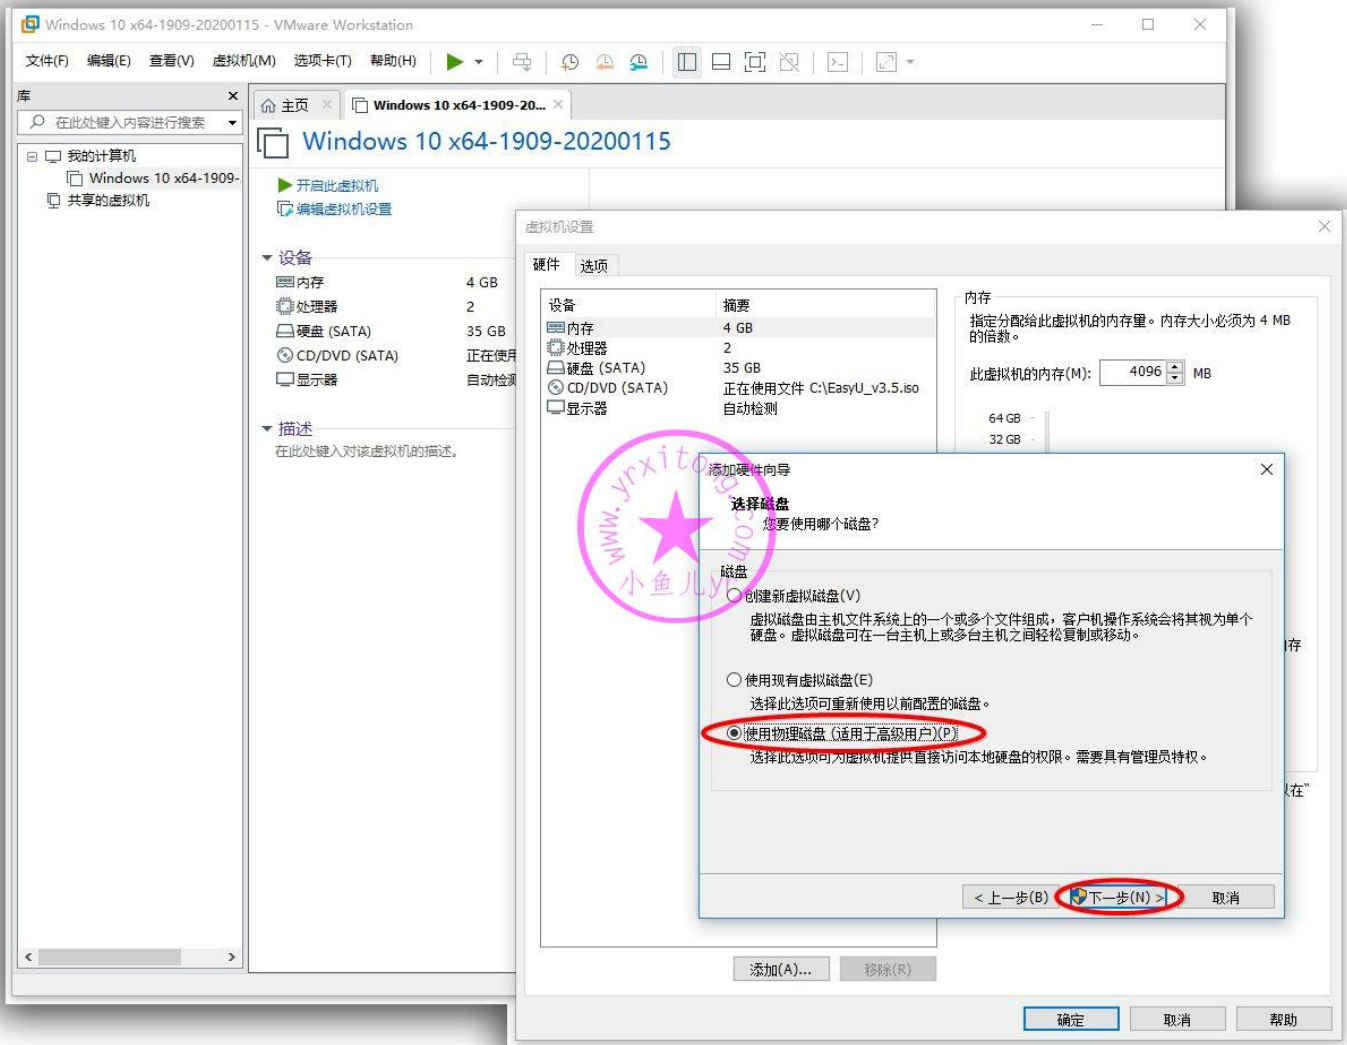 Windows 10 x64-1909-20200115 - VMware Workstation
文件(F) 编辑(E) 查看(V) 虚拟机(M) 选项卡(T) 帮助(H)
库
在此处键入内容进行搜索
我的计算机
Windows 10 x64-1909-
共享的虚拟机
主页
Windows 10 x64-1909-20...
Windows 10 x64-1909-20200115
开启此虚拟机
编辑虚拟机设置
设备
内存 4 GB
处理器 2
硬盘 (SATA) 35 GB
CD/DVD (SATA) 正在使用
显示器 自动检测
描述
在此处键入对该虚拟机的描述。
虚拟机设置
硬件 选项
设备 摘要
内存 4 GB
处理器 2
硬盘 (SATA) 35 GB
CD/DVD (SATA) 正在使用文件 C:\EasyU_v3.5.iso
显示器 自动检测
内存
指定分配给此虚拟机的内存量。内存大小必须为 4 MB
的倍数。
此虚拟机的内存(M): 4096 MB
64 GB
32 GB
存
在"
添加硬件向导
选择磁盘
您要使用哪个磁盘?
磁盘
创建新虚拟磁盘(V)
虚拟磁盘由主机文件系统上的一个或多个文件组成，客户机操作系统会将其视为单个
硬盘。虚拟磁盘可在一台主机上或多台主机之间轻松复制或移动。
使用现有虚拟磁盘(E)
选择此选项可重新使用以前配置的磁盘。
使用物理磁盘 (适用于高级用户)(P)
选择此选项可为虚拟机提供直接访问本地硬盘的权限。需要具有管理员特权。
< 上一步(B) 下一步(N) > 取消
添加(A)... 移除(R)
确定 取消 帮助
www.yrxitong.com
小鱼儿yr